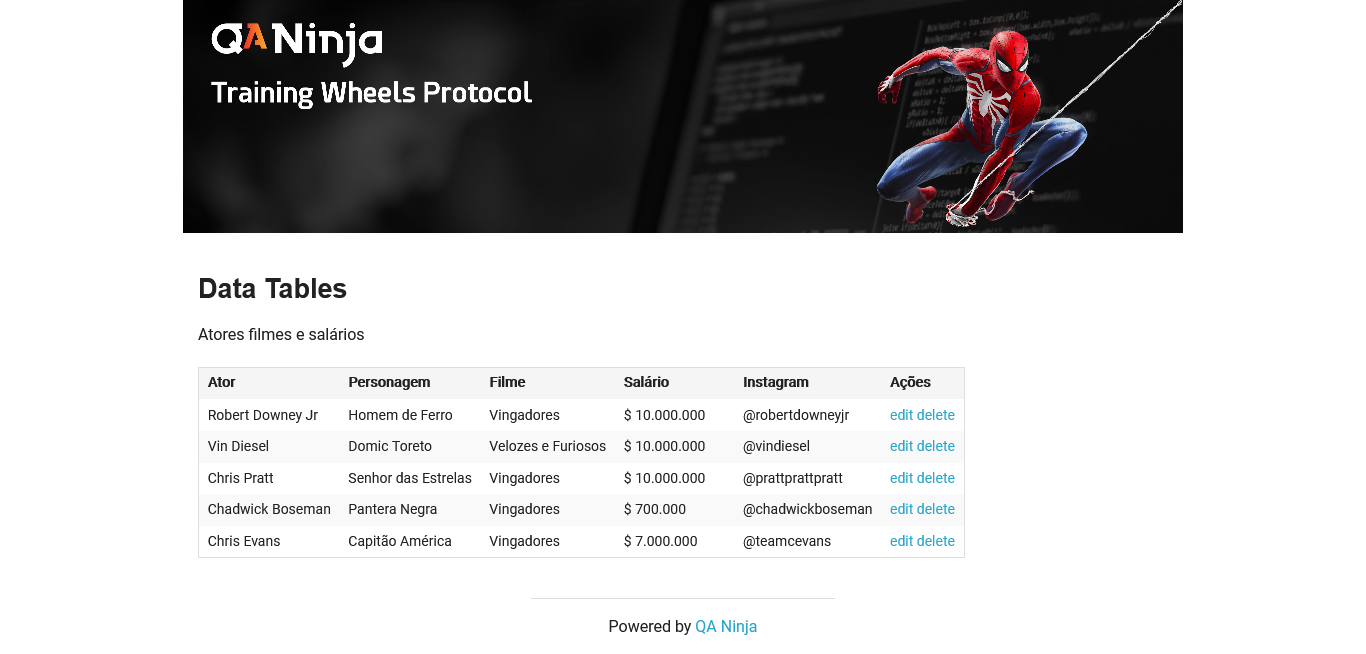 QANinja
Training Wheels Protocol
Data Tables
Atores filmes e salários
Ator Personagem Filme Salário Instagram Ações
Robert Downey Jr Homem de Ferro Vingadores $ 10.000.000 @robertdowneyjr edit delete
Vin Diesel Domic Toreto Velozes e Furiosos $ 10.000.000 @vindiesel edit delete
Chris Pratt Senhor das Estrelas Vingadores $ 10.000.000 @prattprattpratt edit delete
Chadwick Boseman Pantera Negra Vingadores $ 700.000 @chadwickboseman edit delete
Chris Evans Capitão América Vingadores $ 7.000.000 @teamcevans edit delete
Powered by QA Ninja